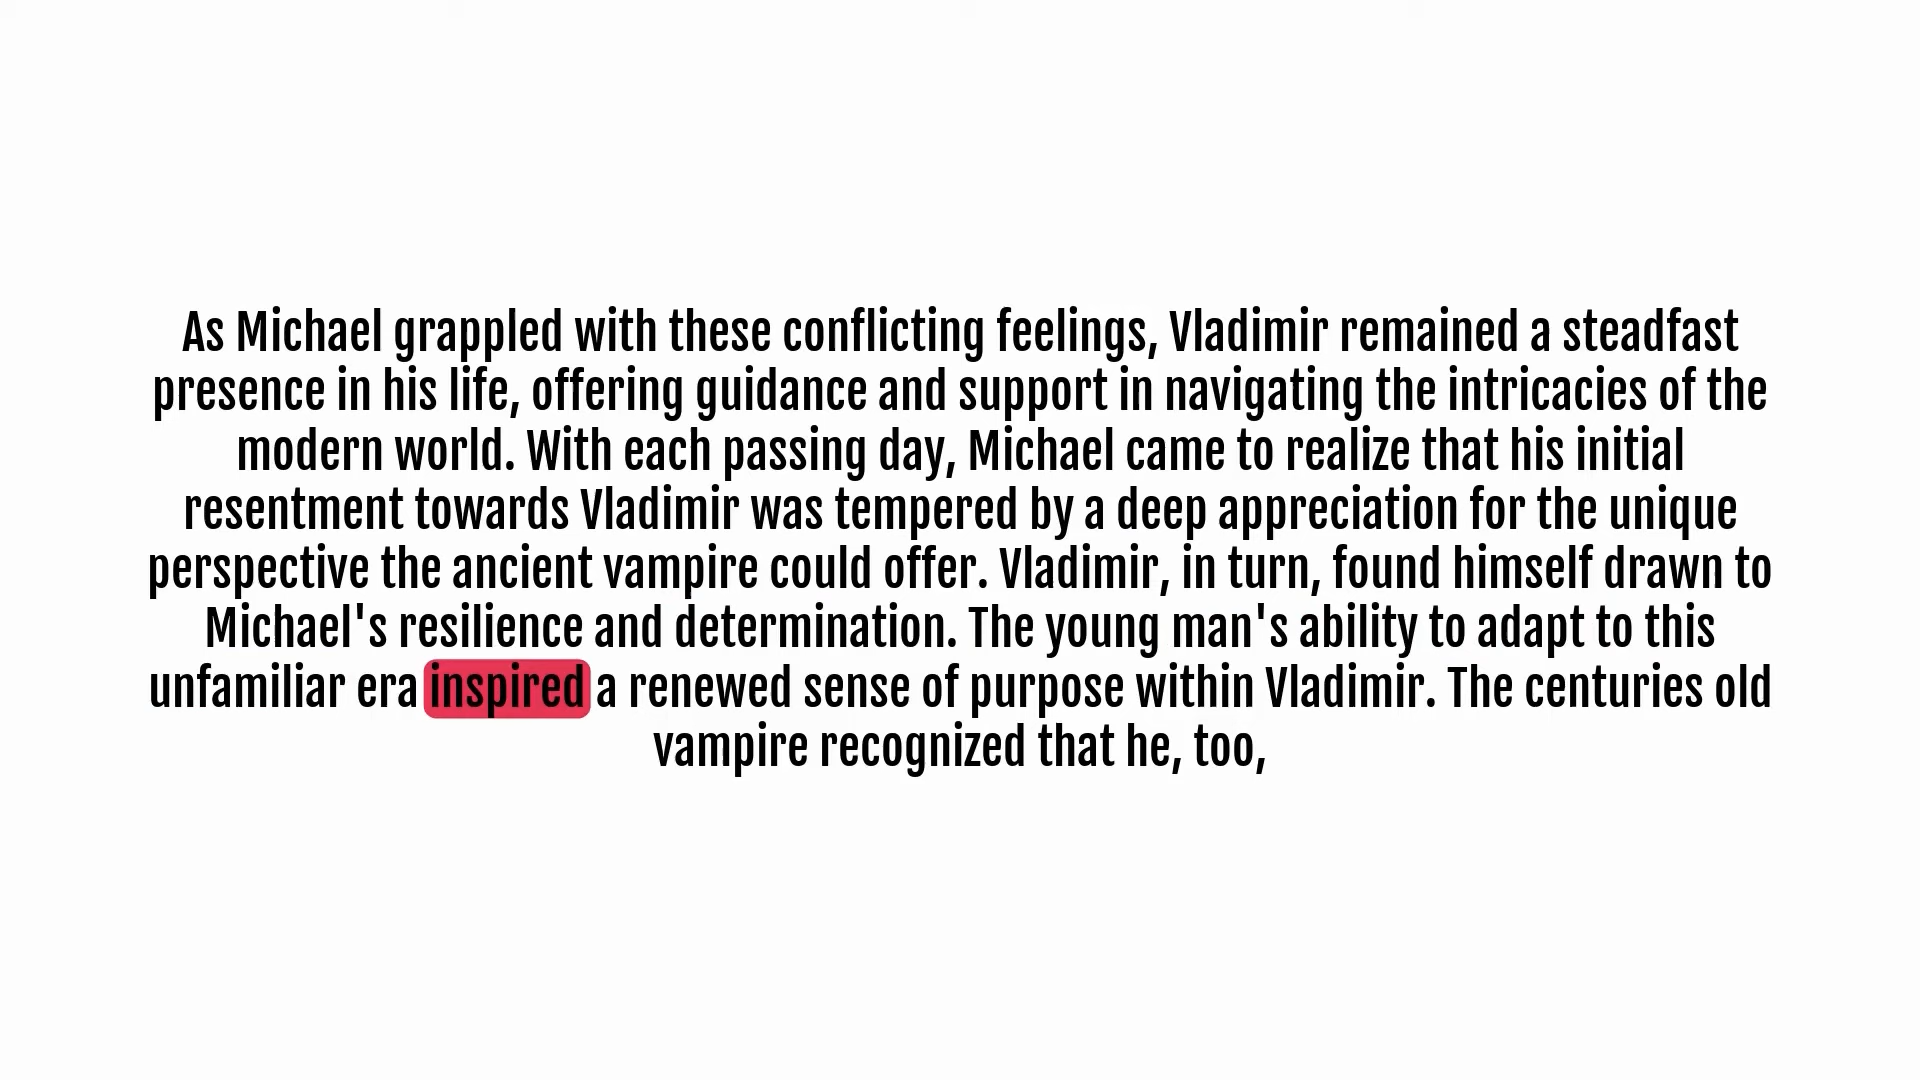 As Michael grappled with these conflicting feelings, Vladimir remained a steadfast
presence in his life, offering guidance and support in navigating the intricacies of the
modern world. With each passing day, Michael came to realize that his initial
resentment towards Vladimir was tempered by a deep appreciation for the unique
perspective the ancient vampire could offer. Vladimir, in turn, found himself drawn to
Michael's resilience and determination. The young man's ability to adapt to this
unfamiliar era inspired a renewed sense of purpose within Vladimir. The centuries old
vampire recognized that he, too,